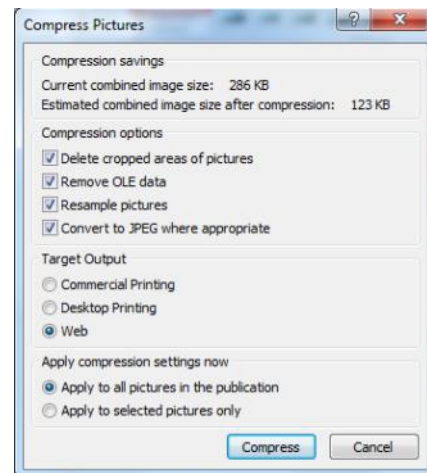 Compress Pictures
Compression savings
Current combined image size: 286 KB
Estimated combined image size after compression: 123 KB
Compression options
Delete cropped areas of pictures
Remove OLE data
Resample pictures
Convert to JPEG where appropriate
Target Output
Commercial Printing
Desktop Printing
Web
Apply compression settings now
Apply to all pictures in the publication
Apply to selected pictures only
Compress Cancel